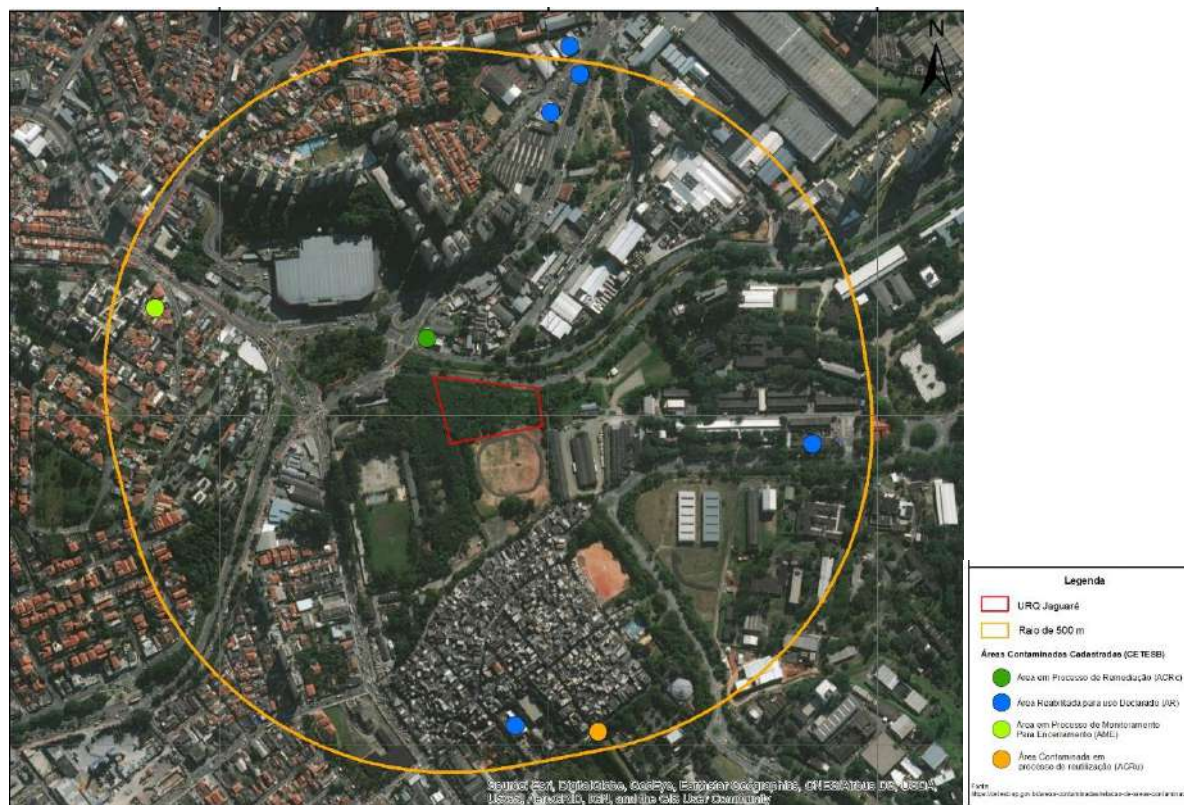 N
Source: Esri, DigitalGlobe, GeoEye, Earthstar Geographics, CNES/Airbus DS, USDA,
USGS, AeroGRID, IGN, and the GIS User Community
Legenda
URQ Jaguaré
Raio de 500 m
Áreas Contaminadas Cadastradas (CETESB)
Área em Processo de Remediação (ACRe)
Área Reabilitada para uso Declarado (AR)
Área em Processo de Monitoramento
Para Encerramento (AME)
Área Contaminada em
processo de reutilização (ACRu)
Fonte